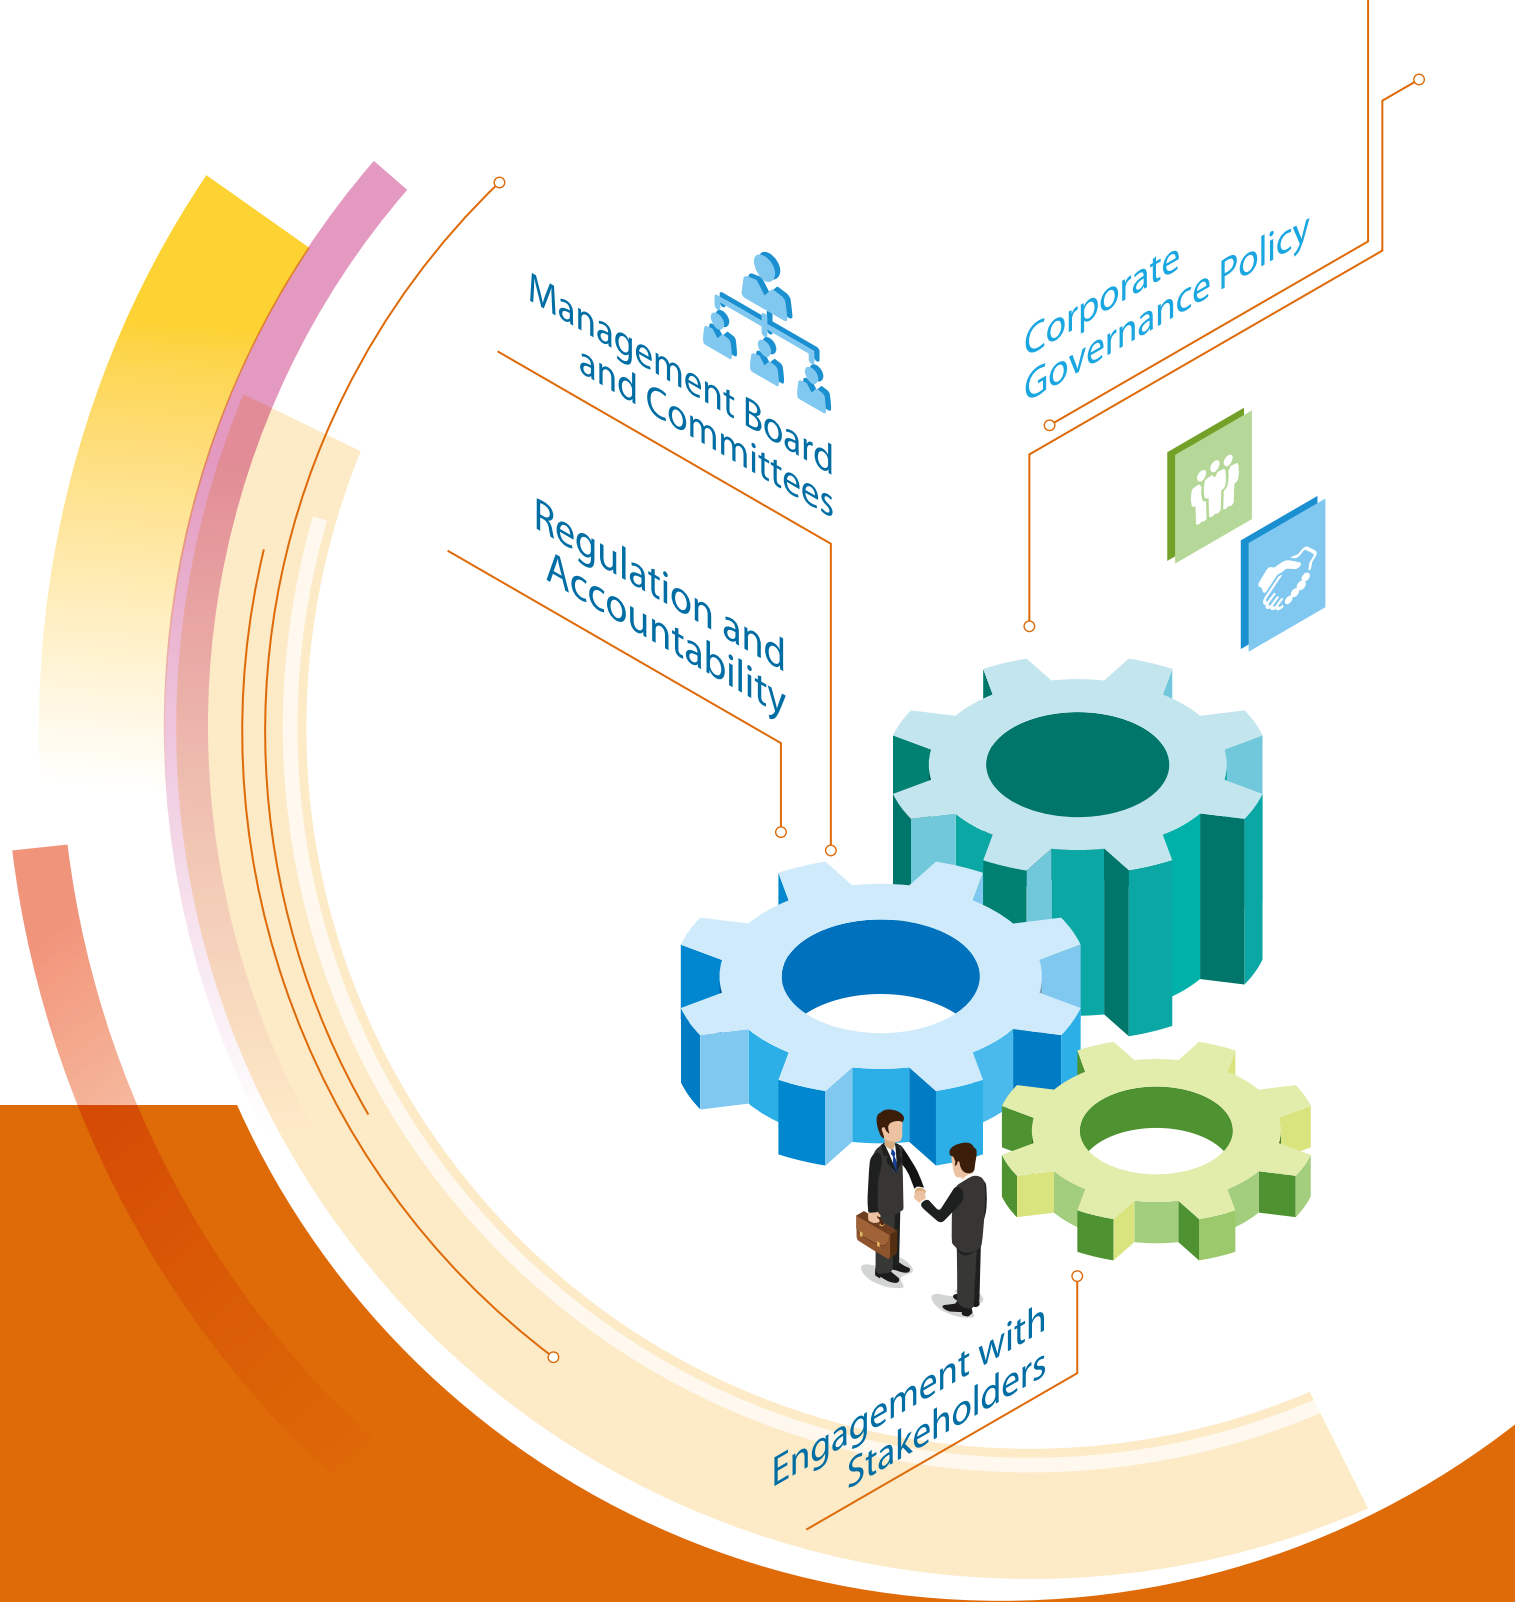 Corporate
Governance Policy
Management Board
and Committees
Regulation and
Accountability
Engagement with
Stakeholders